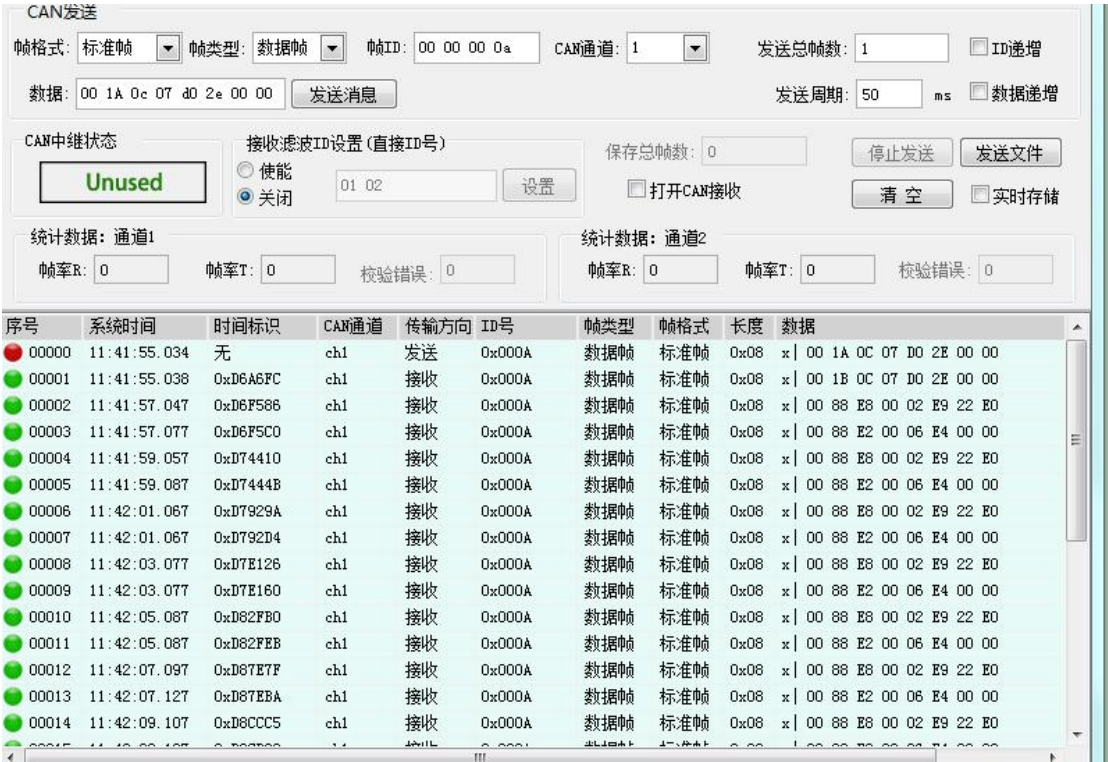 CAN发送
帧格式: 标准帧 帧类型: 数据帧 帧ID: 00 00 00 0a CAN通道: 1 发送总帧数: 1 ID递增
数据: 00 1A 0c 07 d0 2e 00 00 发送消息 发送周期: 50 ms 数据递增
CAN中继状态 接收滤波ID设置(直接ID号) 保存总帧数: 0 停止发送 发送文件
Unused 使能 01 02 设置 打开CAN接收 清 空 实时存储
关闭
统计数据: 通道1 统计数据: 通道2
帧率R: 0 帧率T: 0 校验错误: 0 帧率R: 0 帧率T: 0 校验错误: 0
序号 系统时间 时间标识 CAN通道 传输方向 ID号 帧类型 帧格式 长度 数据
00000 11:41:55.034 无 ch1 发送 0x000A 数据帧 标准帧 0x08 x| 00 1A 0C 07 D0 2E 00 00
00001 11:41:55.038 0xD6A6FC ch1 接收 0x000A 数据帧 标准帧 0x08 x| 00 1B 0C 07 D0 2E 00 00
00002 11:41:57.047 0xD6F586 ch1 接收 0x000A 数据帧 标准帧 0x08 x| 00 88 E8 00 02 E9 22 E0
00003 11:41:57.077 0xD6F5C0 ch1 接收 0x000A 数据帧 标准帧 0x08 x| 00 88 E2 00 06 E4 00 00
00004 11:41:59.057 0xD74410 ch1 接收 0x000A 数据帧 标准帧 0x08 x| 00 88 E8 00 02 E9 22 E0
00005 11:41:59.087 0xD7444B ch1 接收 0x000A 数据帧 标准帧 0x08 x| 00 88 E2 00 06 E4 00 00
00006 11:42:01.067 0xD7929A ch1 接收 0x000A 数据帧 标准帧 0x08 x| 00 88 E8 00 02 E9 22 E0
00007 11:42:01.067 0xD792D4 ch1 接收 0x000A 数据帧 标准帧 0x08 x| 00 88 E2 00 06 E4 00 00
00008 11:42:03.077 0xD7E126 ch1 接收 0x000A 数据帧 标准帧 0x08 x| 00 88 E8 00 02 E9 22 E0
00009 11:42:03.077 0xD7E160 ch1 接收 0x000A 数据帧 标准帧 0x08 x| 00 88 E2 00 06 E4 00 00
00010 11:42:05.087 0xD82FB0 ch1 接收 0x000A 数据帧 标准帧 0x08 x| 00 88 E8 00 02 E9 22 E0
00011 11:42:05.087 0xD82FEB ch1 接收 0x000A 数据帧 标准帧 0x08 x| 00 88 E2 00 06 E4 00 00
00012 11:42:07.097 0xD87E7F ch1 接收 0x000A 数据帧 标准帧 0x08 x| 00 88 E8 00 02 E9 22 E0
00013 11:42:07.127 0xD87EBA ch1 接收 0x000A 数据帧 标准帧 0x08 x| 00 88 E2 00 06 E4 00 00
00014 11:42:09.107 0xD8CCC5 ch1 接收 0x000A 数据帧 标准帧 0x08 x| 00 88 E8 00 02 E9 22 E0